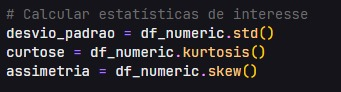 # Calcular estatísticas de interesse
desvio_padrao = df_numeric.std()
curtose = df_numeric.kurtosis()
assimetria = df_numeric.skew()